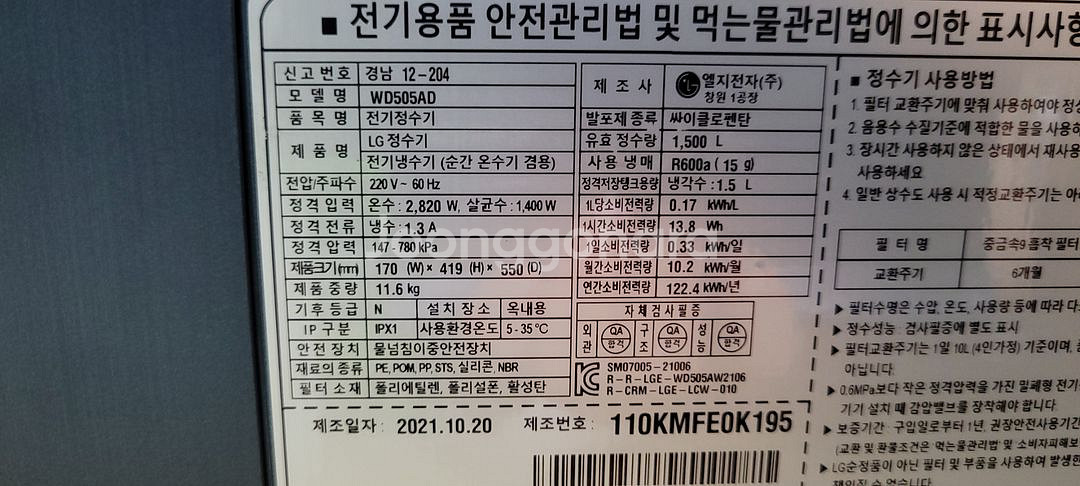 ■ 전기용품 안전관리법 및 먹는물관리법에 의한 표시사항
신고 번호 경남 12-204
모 델 명 WD505AD
품 목 명 전기정수기
제 품 명 LG 정수기
전기냉수기 (순간 온수기 겸용)
전압/주파수 220 V ~ 60 Hz
정격 입력 온수 : 2,820 W, 살균수 : 1,400 W
정격 전류 냉수 : 1.3 A
정격 압력 147 - 780 kPa
제품크기(mm) 170 (W) × 419 (H) × 550 (D)
제품 중량 11.6 kg
기후 등급 N 설치 장소 옥내용
IP 구분 IPX1 사용환경온도 5 - 35 ℃
안전 장치 물넘침이중안전장치
재료의 종류 PE, POM, PP, STS, 실리콘, NBR
필터 소재 폴리에틸렌, 폴리설폰, 활성탄
제 조 사 LG 엘지전자(주)
창원 1공장
발포제 종류 싸이클로펜탄
유효 정수량 1,500 L
사용 냉매 R600a ( 15 g)
정격저장탱크용량 냉각수 : 1.5 L
1L당소비전력량 0.17 kWh/L
1시간소비전력량 13.8 Wh
1일소비전력량 0.33 kWh/일
월간소비전력량 10.2 kWh/월
연간소비전력량 122.4 kWh/년
자 체 검 사 필 증
외관 QA 합격 구조 QA 합격 성능 QA 합격
SM07005-21006
R-R-LGE-WD505AW2106
R-CRM-LGE-LCW-010
제조일자 : 2021.10.20 제조번호 : 110KMFE0K195
■ 정수기 사용방법
1. 필터 교환주기에 맞춰 사용하여야 정
2. 음용수 수질기준에 적합한 물을 사용하
3. 장시간 사용하지 않은 상태에서 재사용
사용하세요
4. 일반 상수도 사용 시 적정교환주기는 아
필 터 명 중금속9 흡착 필터
교환주기 6개월
▶ 필터수명은 수압, 온도, 사용량 등에 따라 다
▶ 정수성능 : 검사필증에 별도 표시
▶ 필터교환주기는 1일 10L (4인가정) 기준이며,
아닙니다.
▶ 0.6MPa보다 작은 정격압력을 가진 밀폐형 전기
기기 설치 때 감압밸브를 장착해야 합니다.
▶ 보증기간 : 구입일로부터 1년, 권장안전사용기간
(교환 및 환불조건은 먹는물관리법 및 소비자피해보
▶ LG순정품이 아닌 필터 및 부품을 사용하여 발생한
책임질 수 없습니다.
joonggonara